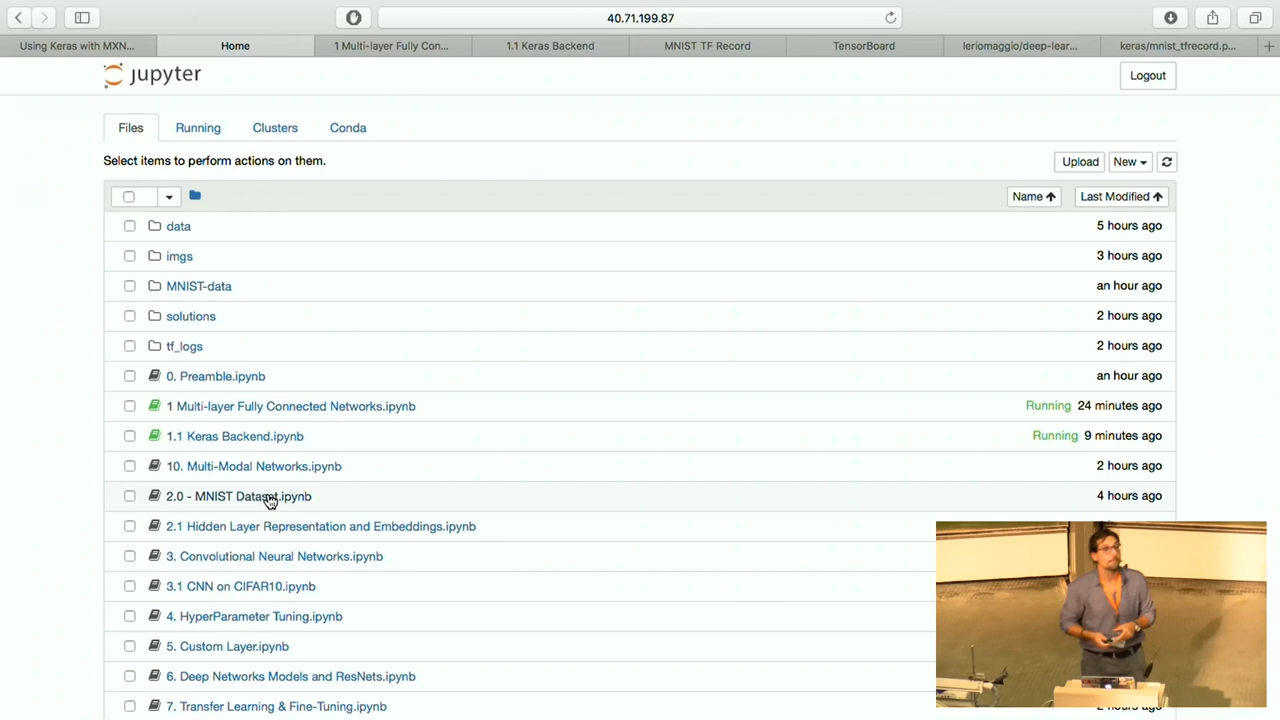 40.71.199.87
Using Keras with MXN... Home 1 Multi-layer Fully Con... 1.1 Keras Backend MNIST TF Record TensorBoard leriomaggio/deep-lear... keras/mnist_tfrecord.p...
jupyter Logout
Files Running Clusters Conda
Select items to perform actions on them. Upload New
Name Last Modified
data 5 hours ago
imgs 3 hours ago
MNIST-data an hour ago
solutions 2 hours ago
tf_logs 2 hours ago
0. Preamble.ipynb an hour ago
1 Multi-layer Fully Connected Networks.ipynb Running 24 minutes ago
1.1 Keras Backend.ipynb Running 9 minutes ago
10. Multi-Modal Networks.ipynb 2 hours ago
2.0 - MNIST Dataset.ipynb 4 hours ago
2.1 Hidden Layer Representation and Embeddings.ipynb
3. Convolutional Neural Networks.ipynb
3.1 CNN on CIFAR10.ipynb
4. HyperParameter Tuning.ipynb
5. Custom Layer.ipynb
6. Deep Networks Models and ResNets.ipynb
7. Transfer Learning & Fine-Tuning.ipynb 2 hours ago